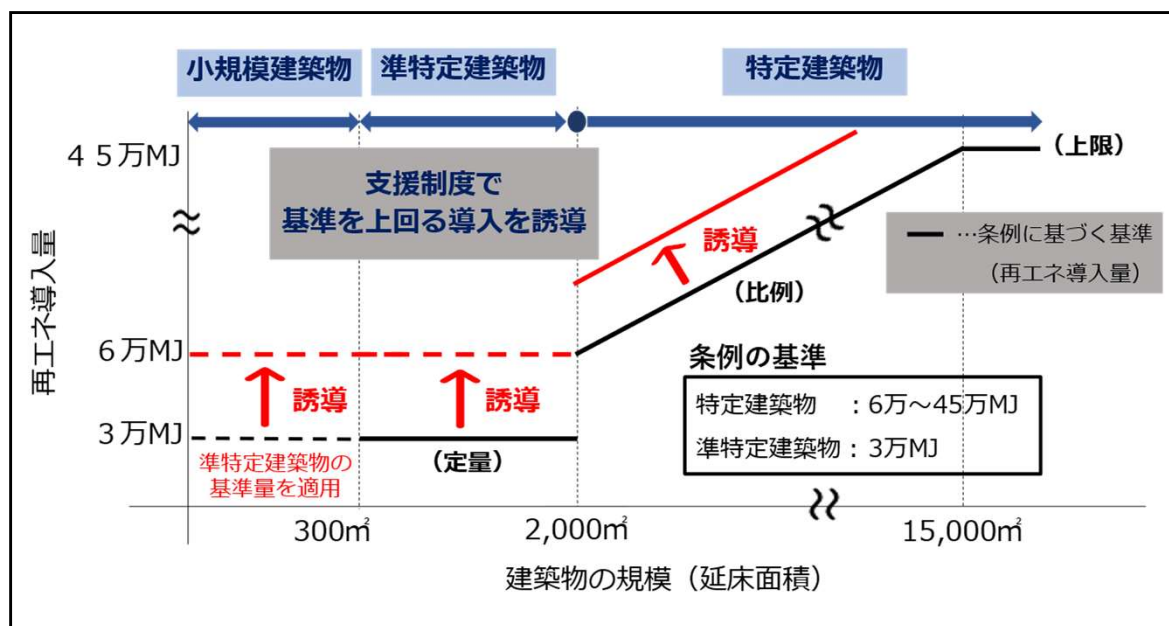 小規模建築物
準特定建築物
特定建築物
４５万MJ
支援制度で
基準を上回る導入を誘導
（上限）
誘導
… 条例に基づく基準
（再エネ導入量）
（比例）
再エネ導入量
６万MJ
条例の基準
誘導
誘導
特定建築物　：６万～45万MJ
準特定建築物：３万MJ
３万MJ
（定量）
準特定建築物の
基準量を適用
300㎡
2,000㎡
15,000㎡
建築物の規模（延床面積）